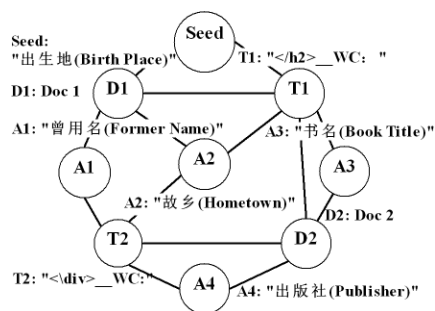 Seed
Seed:
"出生地(Birth Place)"
T1: "</h2>__WC: "
D1: Doc 1
D1
T1
A1: "曾用名(Former Name)"
A3: "书名(Book Title)"
A1
A2
A3
A2: "故乡(Hometown)"
D2: Doc 2
T2
D2
T2: "<\div>__WC:"
A4
A4: "出版社(Publisher)"